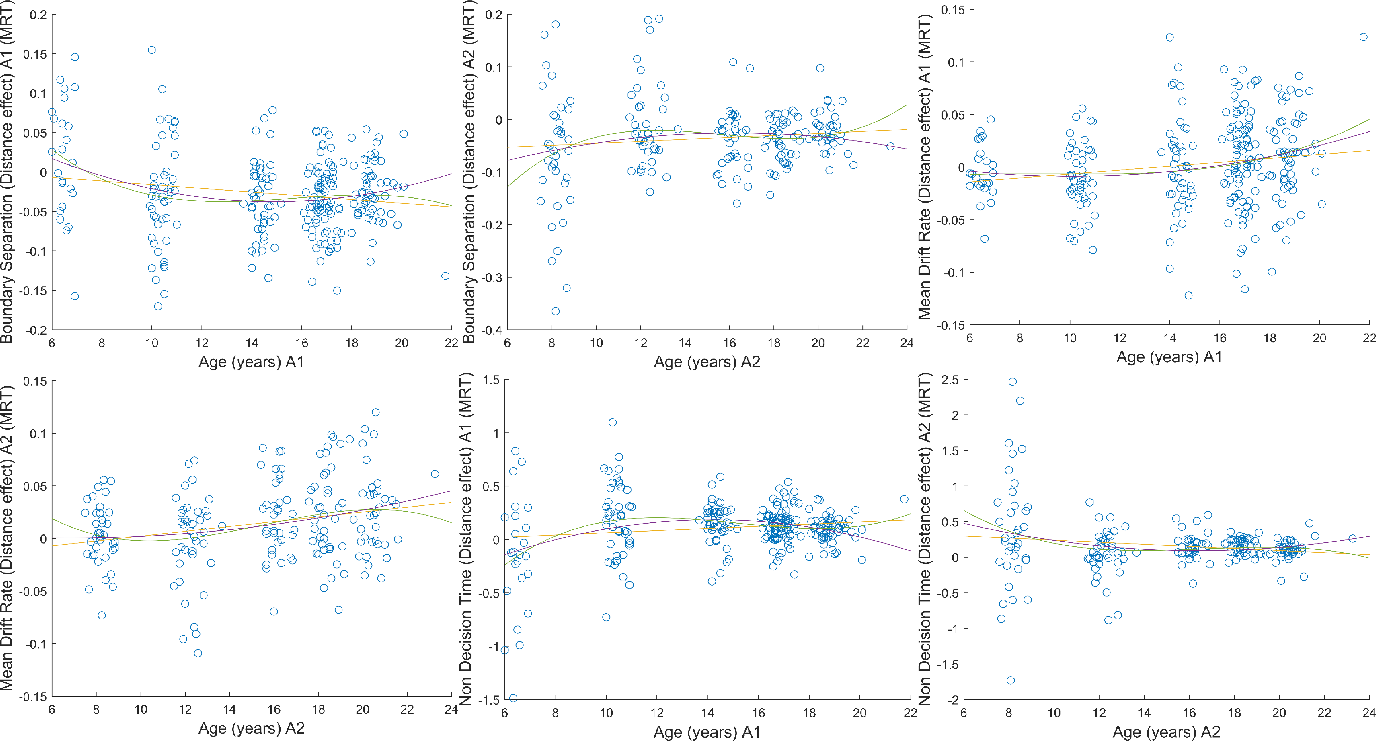 Boundary Separation (Distance effect) A1 (MRT)
0.2
0.15
0.1
0.05
0
-0.05
-0.1
-0.15
-0.2
6 8 10 12 14 16 18 20 22
Age (years) A1
Boundary Separation (Distance effect) A2 (MRT)
0.2
0.1
0
-0.1
-0.2
-0.3
-0.4
6 8 10 12 14 16 18 20 22 24
Age (years) A2
Mean Drift Rate (Distance effect) A1 (MRT)
0.15
0.1
0.05
0
-0.05
-0.1
-0.15
6 8 10 12 14 16 18 20 22
Age (years) A1
Mean Drift Rate (Distance effect) A2 (MRT)
0.15
0.1
0.05
0
-0.05
-0.1
-0.15
6 8 10 12 14 16 18 20 22 24
Age (years) A2
Non Decision Time (Distance effect) A1 (MRT)
1.5
1
0.5
0
-0.5
-1
-1.5
6 8 10 12 14 16 18 20 22
Age (years) A1
Non Decision Time (Distance effect) A2 (MRT)
2.5
2
1.5
1
0.5
0
-0.5
-1
-1.5
-2
6 8 10 12 14 16 18 20 22 24
Age (years) A2